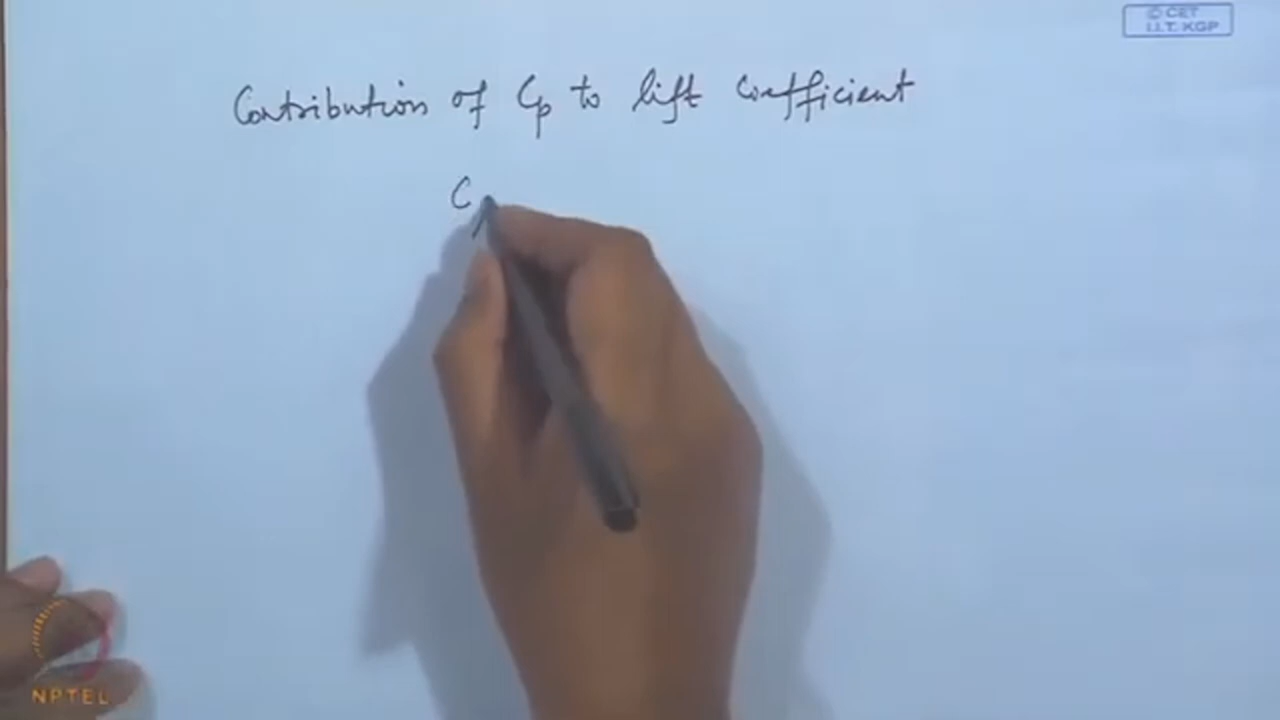 © CET
I.I.T. KGP
Contribution of Cp to lift coefficient
C
NPTEL